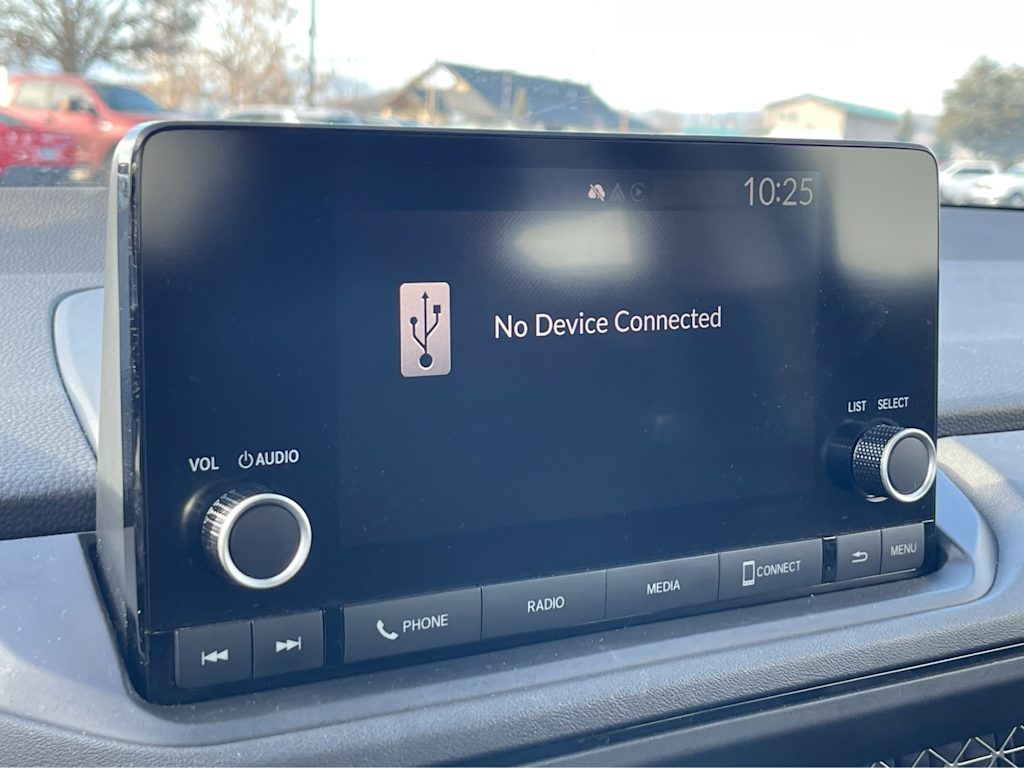 10:25
No Device Connected
LIST SELECT
VOL AUDIO
PHONE
RADIO
MEDIA
CONNECT
MENU